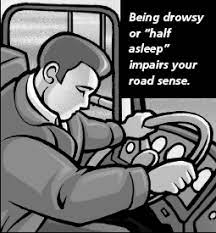 Being drowsy
or "half
asleep"
impairs your
road sense.